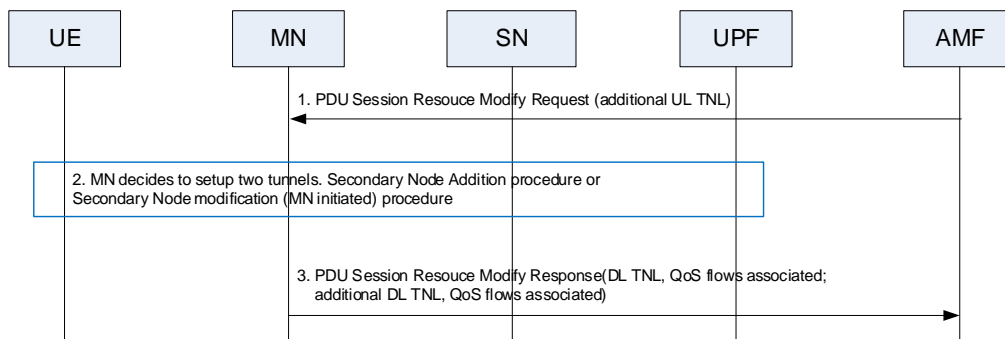 UE
MN
SN
UPF
AMF
1. PDU Session Resouce Modify Request (additional UL TNL)
2. MN decides to setup two tunnels. Secondary Node Addition procedure or
Secondary Node modification (MN initiated) procedure
3. PDU Session Resouce Modify Response(DL TNL, QoS flows associated;
additional DL TNL, QoS flows associated)